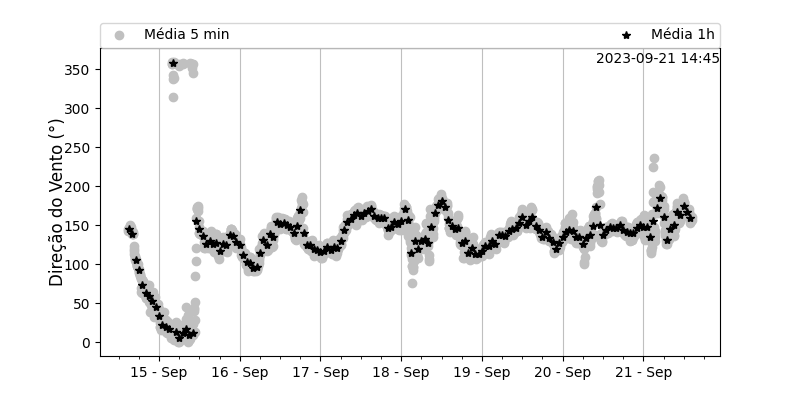 Média 5 min
Média 1h
2023-09-21 14:45
Direção do Vento (°)
350
300
250
200
150
100
50
0
15 - Sep
16 - Sep
17 - Sep
18 - Sep
19 - Sep
20 - Sep
21 - Sep